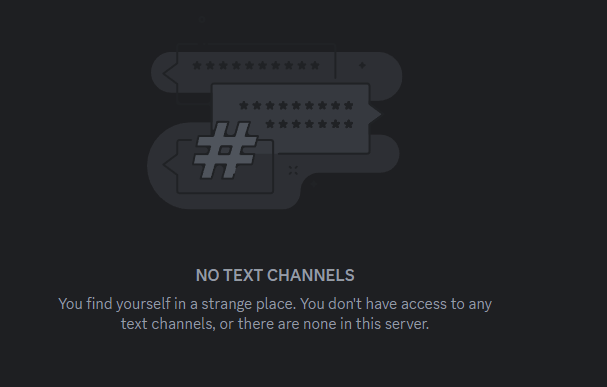 NO TEXT CHANNELS
You find yourself in a strange place. You don't have access to any
text channels, or there are none in this server.